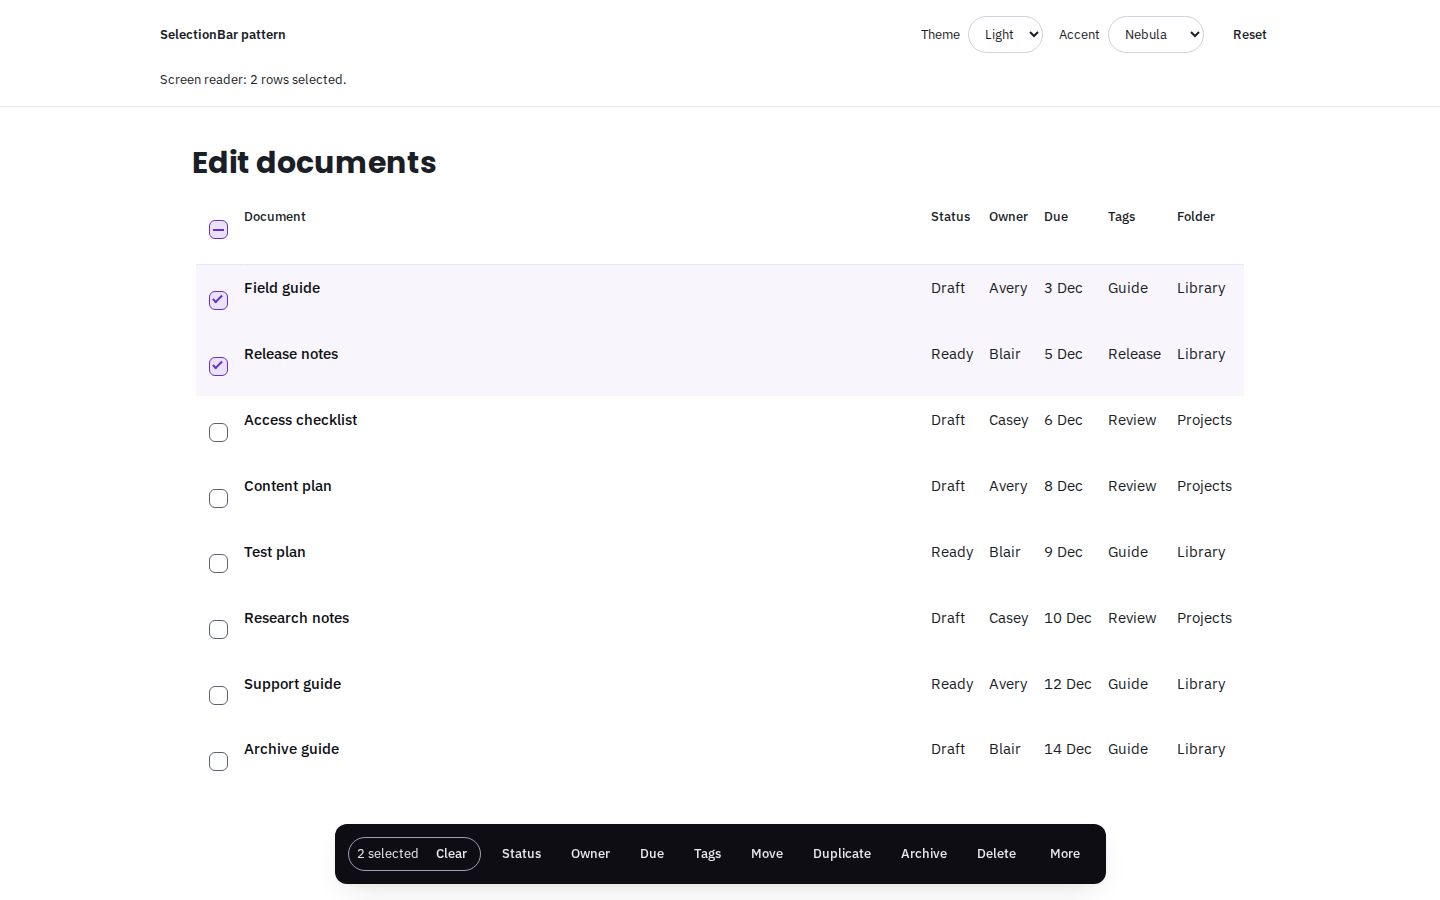 SelectionBar pattern Theme Light Accent Nebula Reset
Screen reader: 2 rows selected.
Edit documents
Document Status Owner Due Tags Folder
Field guide Draft Avery 3 Dec Guide Library
Release notes Ready Blair 5 Dec Release Library
Access checklist Draft Casey 6 Dec Review Projects
Content plan Draft Avery 8 Dec Review Projects
Test plan Ready Blair 9 Dec Guide Library
Research notes Draft Casey 10 Dec Review Projects
Support guide Ready Avery 12 Dec Guide Library
Archive guide Draft Blair 14 Dec Guide Library
2 selected Clear Status Owner Due Tags Move Duplicate Archive Delete More